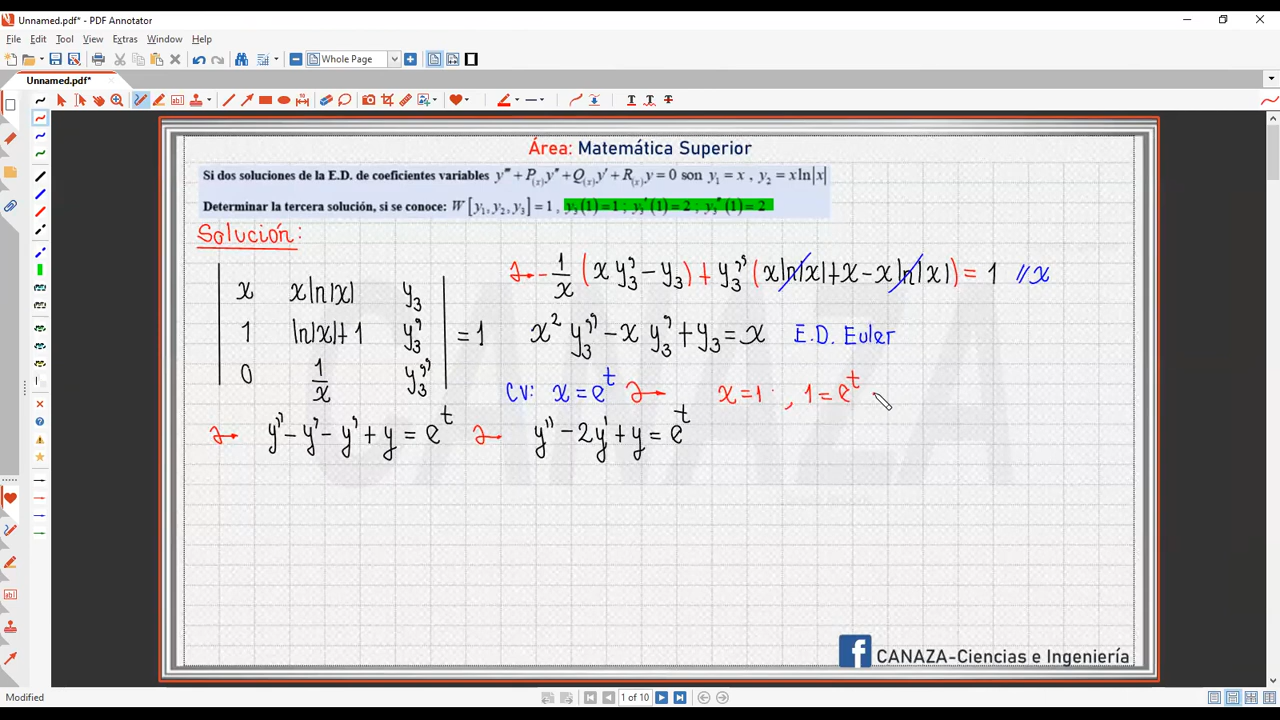 Unnamed.pdf* - PDF Annotator
File Edit Tool View Extras Window Help
Whole Page
Unnamed.pdf*
Área: Matemática Superior
Si dos soluciones de la E.D. de coeficientes variables y''' + P(x)y'' + Q(x)y' + R(x)y = 0 son y₁ = x , y₂ = x ln|x|
Determinar la tercera solución, si se conoce: W[y₁, y₂, y₃] = 1 , y₃(1) = 1 ; y₃'(1) = 2 ; y₃''(1) = 2
Solución:
| x x ln|x| y₃ |
| 1 ln|x|+1 y₃' | = 1
| 0 1/x y₃'' |
- 1/x (x y₃' - y₃) + y₃'' (x ln|x| + x - x ln|x|) = 1 // x
x² y₃'' - x y₃' + y₃ = x E.D. Euler
CV: x = e^t x = 1 , 1 = e^t
y'' - y' - y' + y = e^t y'' - 2y' + y = e^t
CANAZA
f CANAZA-Ciencias e Ingeniería
Modified
1 of 10